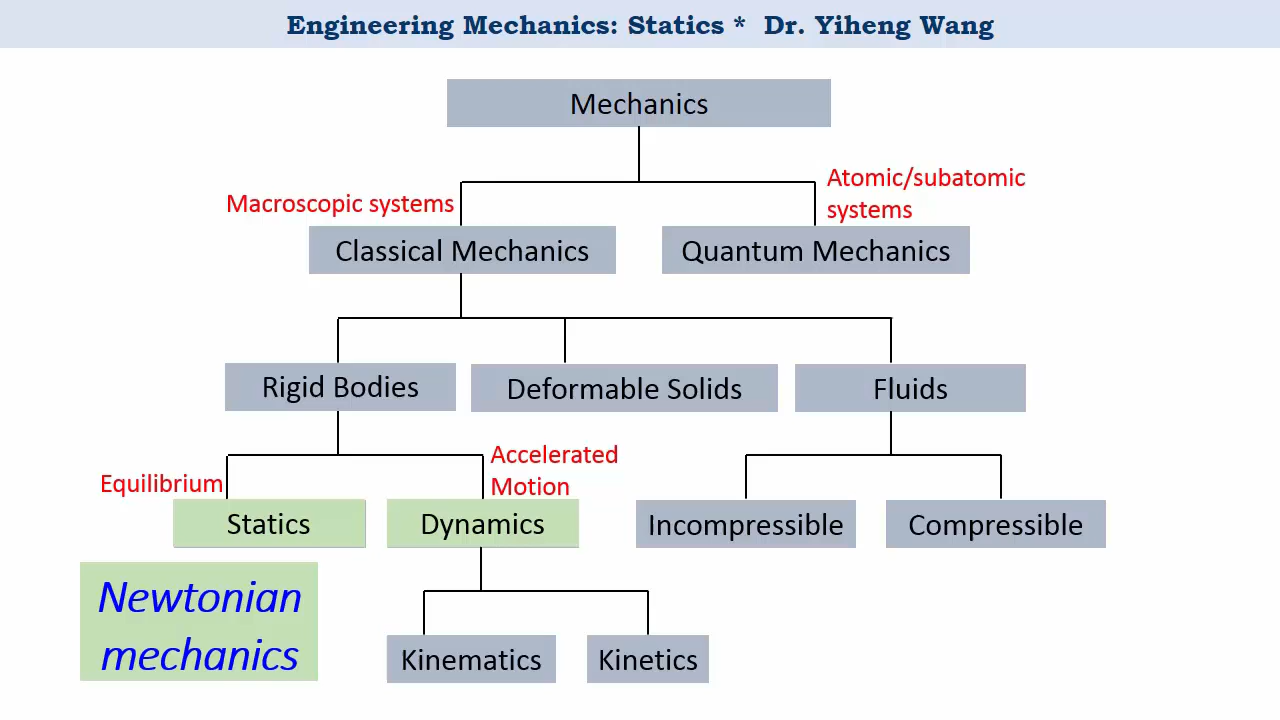 Engineering Mechanics: Statics * Dr. Yiheng Wang
Mechanics
Macroscopic systems
Atomic/subatomic
systems
Classical Mechanics
Quantum Mechanics
Rigid Bodies
Deformable Solids
Fluids
Equilibrium
Accelerated
Motion
Statics
Dynamics
Incompressible
Compressible
Newtonian
mechanics
Kinematics
Kinetics